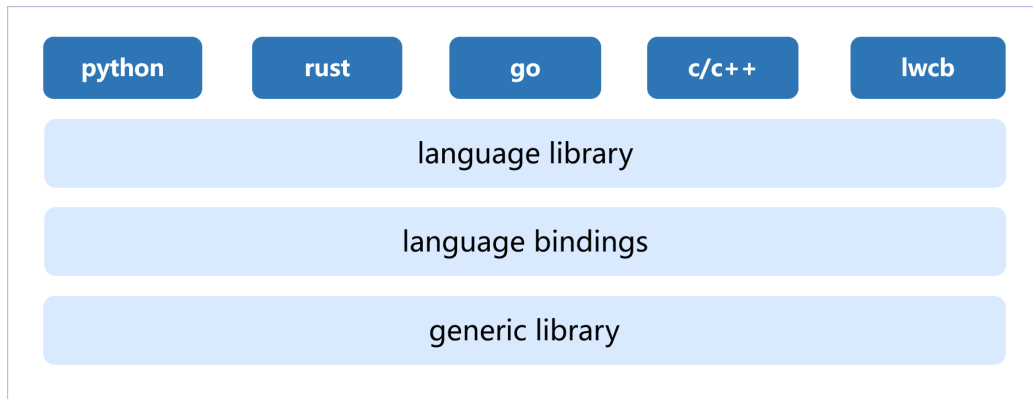 python
rust
go
c/c++
lwcb
language library
language bindings
generic library